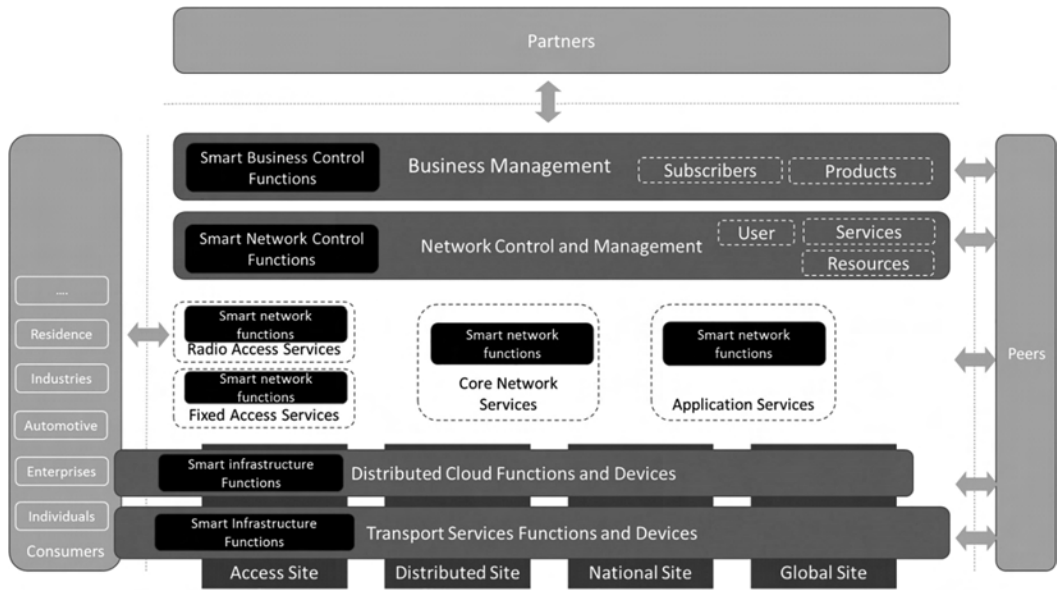 Partners
Smart Business Control
Functions
Business Management
Subscribers
Products
Smart Network Control
Functions
Network Control and Management
User
Services
Resources
....
Residence
Industries
Automotive
Enterprises
Individuals
Consumers
Smart network
functions
Radio Access Services
Smart network
functions
Fixed Access Services
Smart network
functions
Core Network
Services
Smart network
functions
Application Services
Peers
Smart infrastructure
Functions
Distributed Cloud Functions and Devices
Smart Infrastructure
Functions
Transport Services Functions and Devices
Access Site
Distributed Site
National Site
Global Site